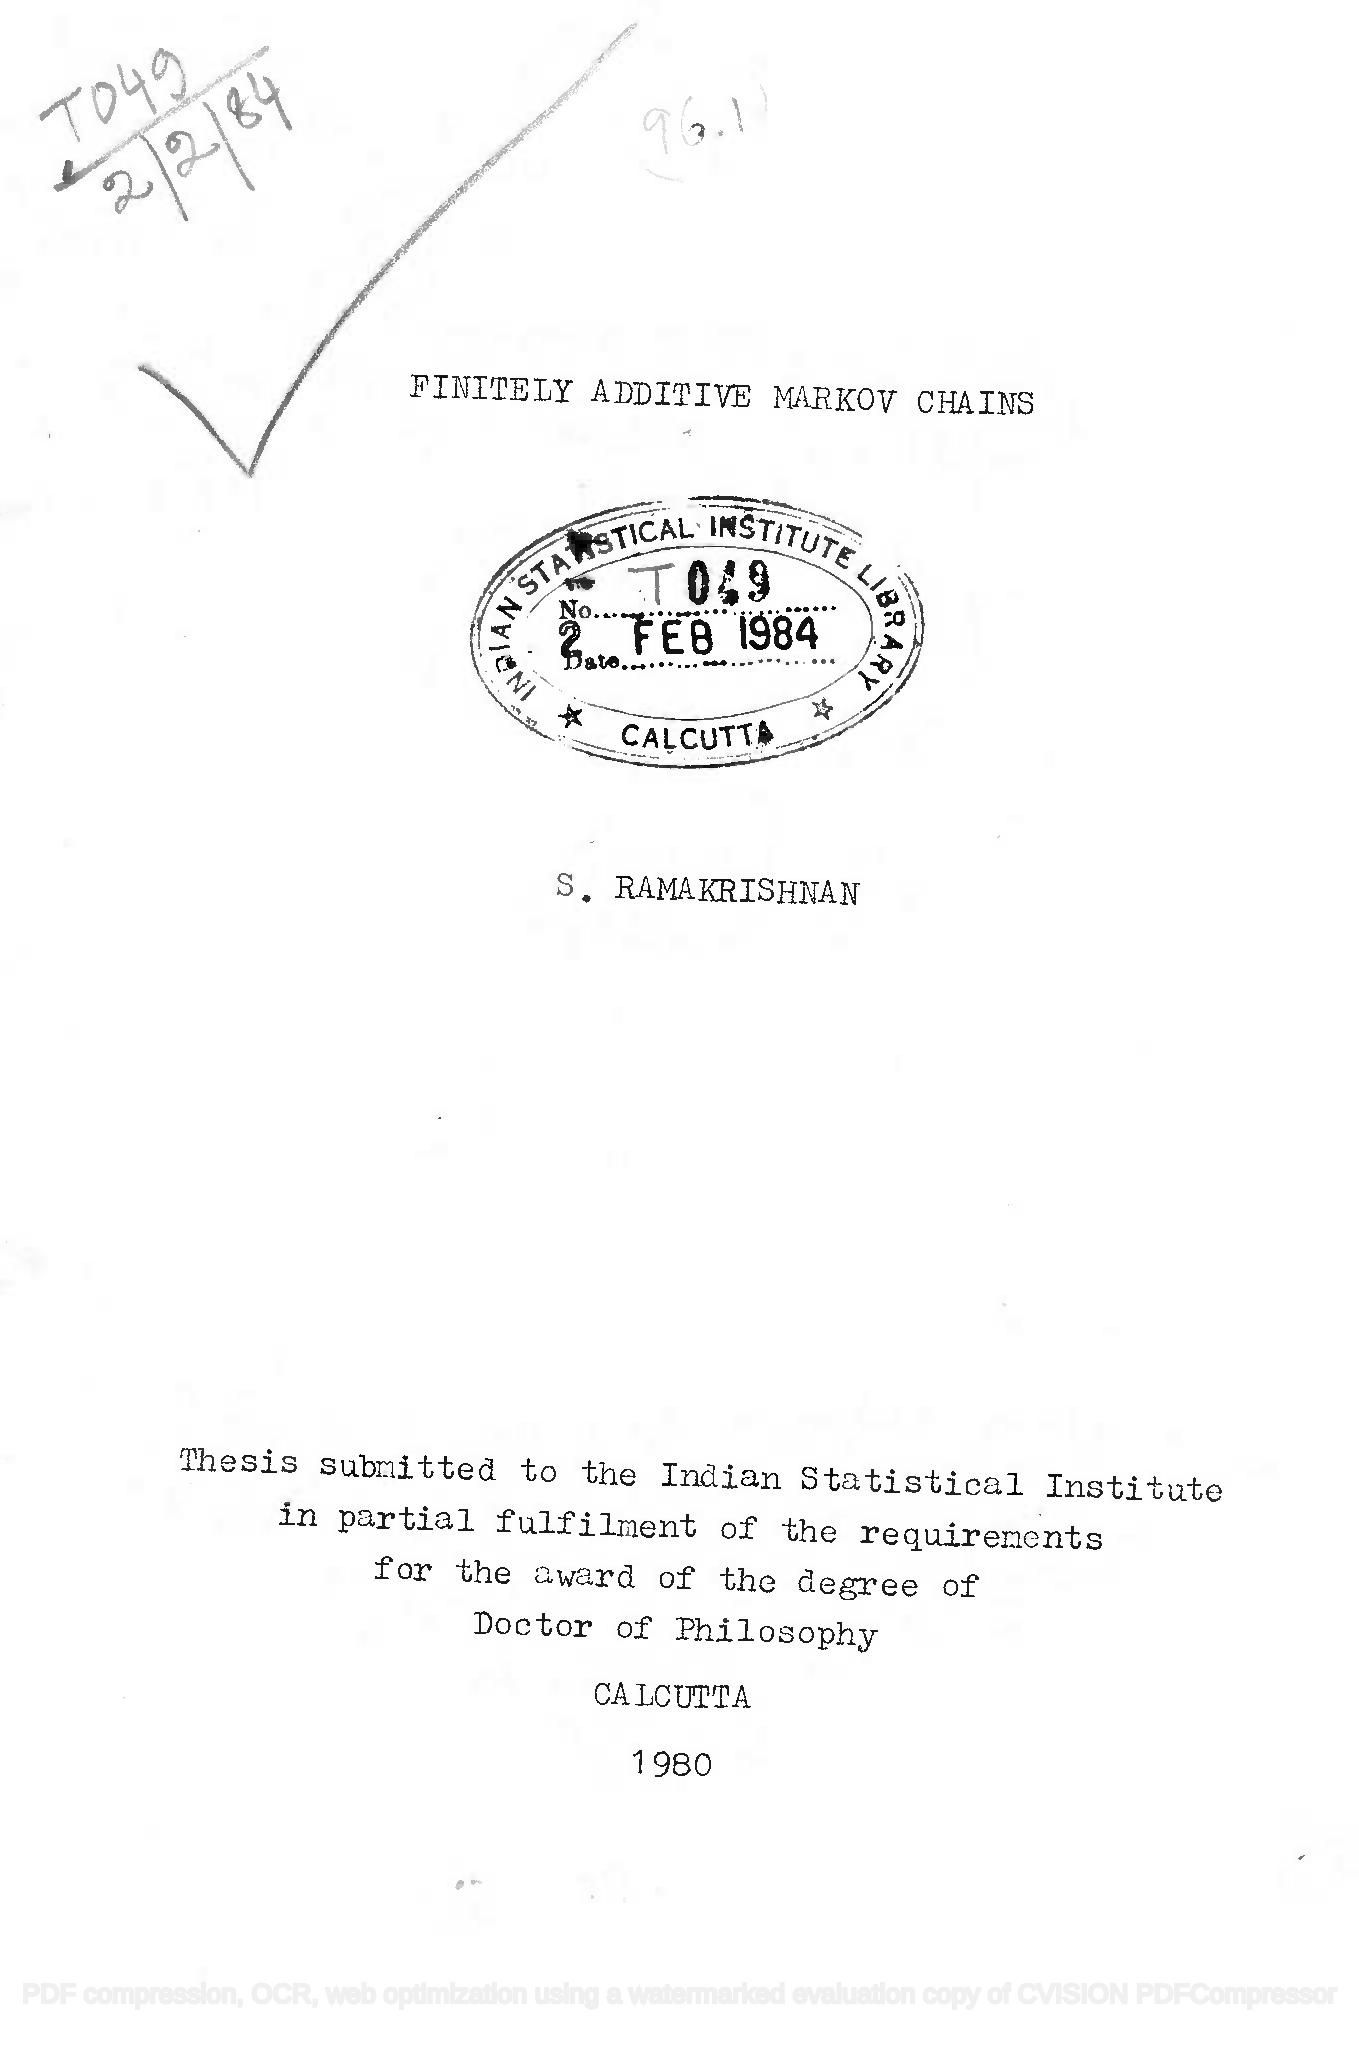 T049
2/2/84
96.1
FINITELY ADDITIVE MARKOV CHAINS
INDIAN STATISTICAL INSTITUTE LIBRARY
No. T 049
2 FEB 1984
Date
CALCUTTA
S. RAMAKRISHNAN
Thesis submitted to the Indian Statistical Institute
in partial fulfilment of the requirements
for the award of the degree of
Doctor of Philosophy
CALCUTTA
1980
PDF compression, OCR, web optimization using a watermarked evaluation copy of CVISION PDFCompressor